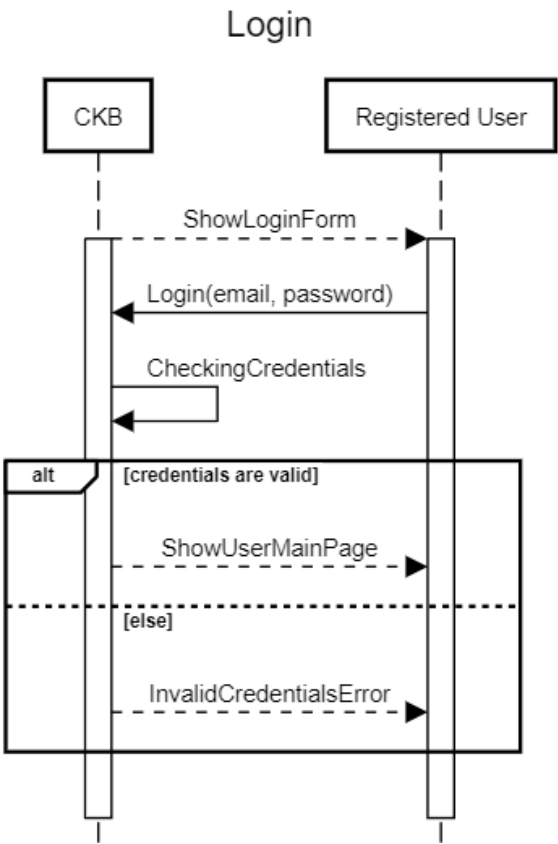 Login
CKB
Registered User
ShowLoginForm
Login(email, password)
CheckingCredentials
alt
[credentials are valid]
ShowUserMainPage
[else]
InvalidCredentialsError